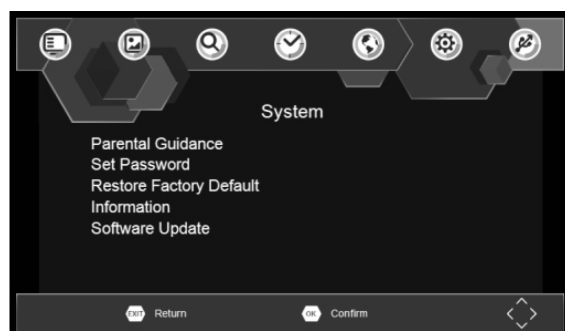 System
Parental Guidance
Set Password
Restore Factory Default
Information
Software Update
EXIT Return OK Confirm